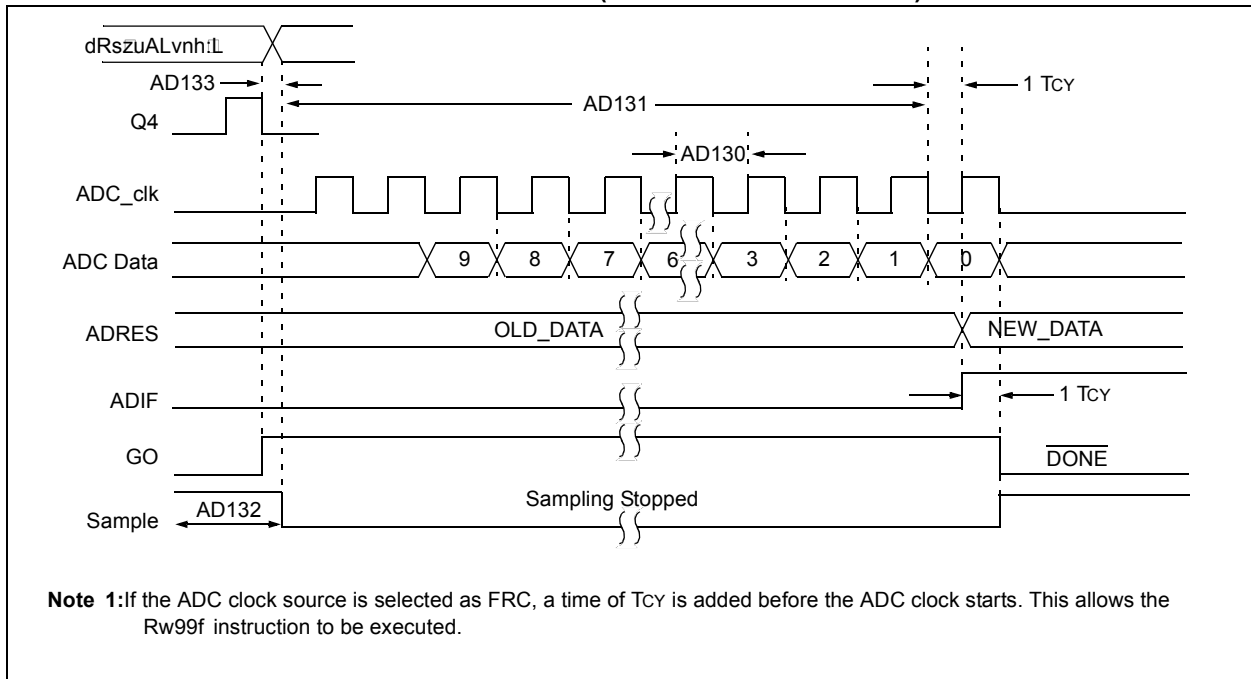 dRszuALvnh:L
AD133
1 TCY
AD131
Q4
AD130
ADC_clk
ADC Data 9 8 7 6 3 2 1 0
ADRES OLD_DATA NEW_DATA
ADIF 1 TCY
GO DONE
Sample AD132 Sampling Stopped
Note 1:If the ADC clock source is selected as FRC, a time of TCY is added before the ADC clock starts. This allows the
Rw99f instruction to be executed.